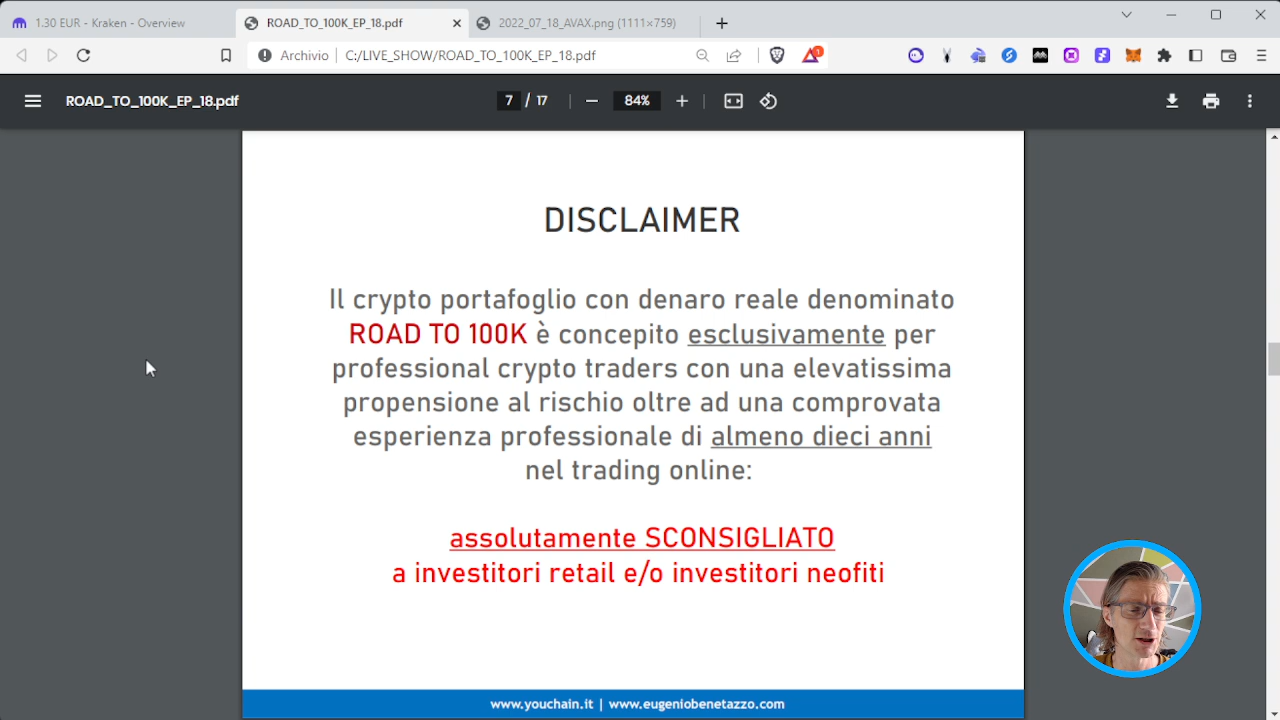 1.30 EUR - Kraken - Overview
ROAD_TO_100K_EP_18.pdf
2022_07_18_AVAX.png (1111×759)
Archivio
C:/LIVE_SHOW/ROAD_TO_100K_EP_18.pdf
1
ROAD_TO_100K_EP_18.pdf
7 / 17
84%
DISCLAIMER
Il crypto portafoglio con denaro reale denominato
ROAD TO 100K è concepito esclusivamente per
professional crypto traders con una elevatissima
propensione al rischio oltre ad una comprovata
esperienza professionale di almeno dieci anni
nel trading online:
assolutamente SCONSIGLIATO
a investitori retail e/o investitori neofiti
www.youchain.it | www.eugeniobenetazzo.com